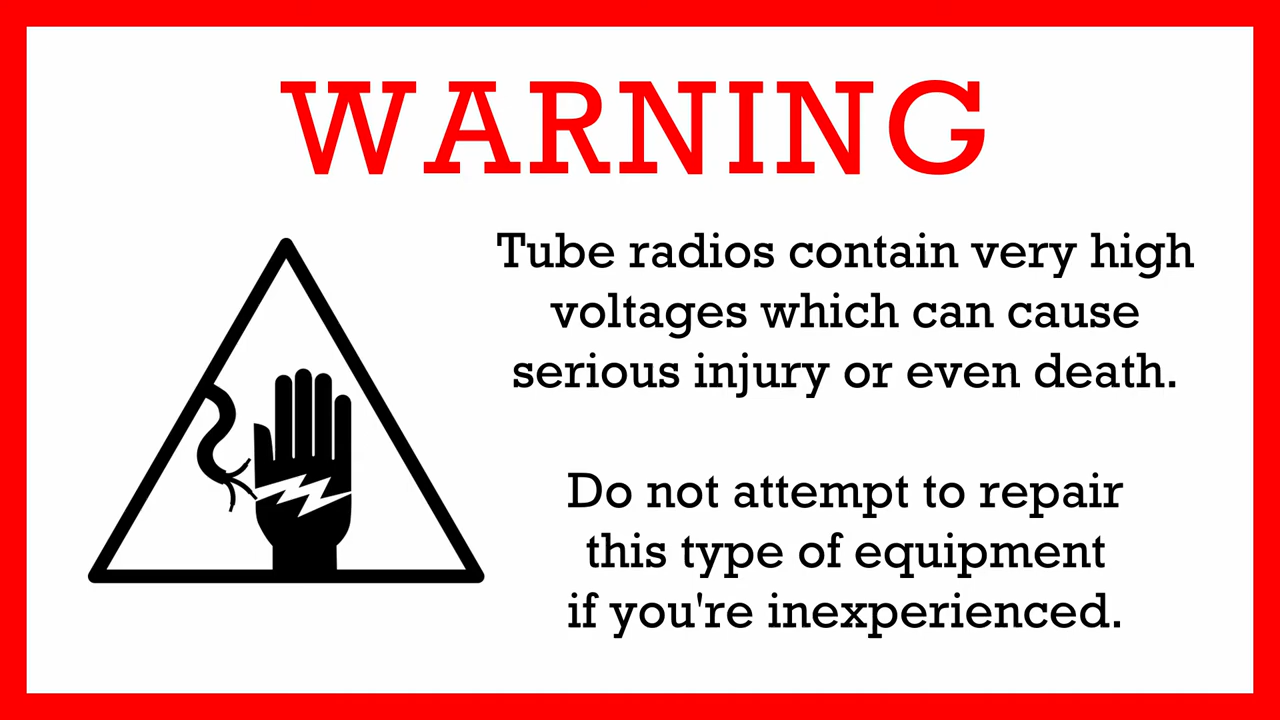 WARNING
Tube radios contain very high
voltages which can cause
serious injury or even death.
Do not attempt to repair
this type of equipment
if you're inexperienced.